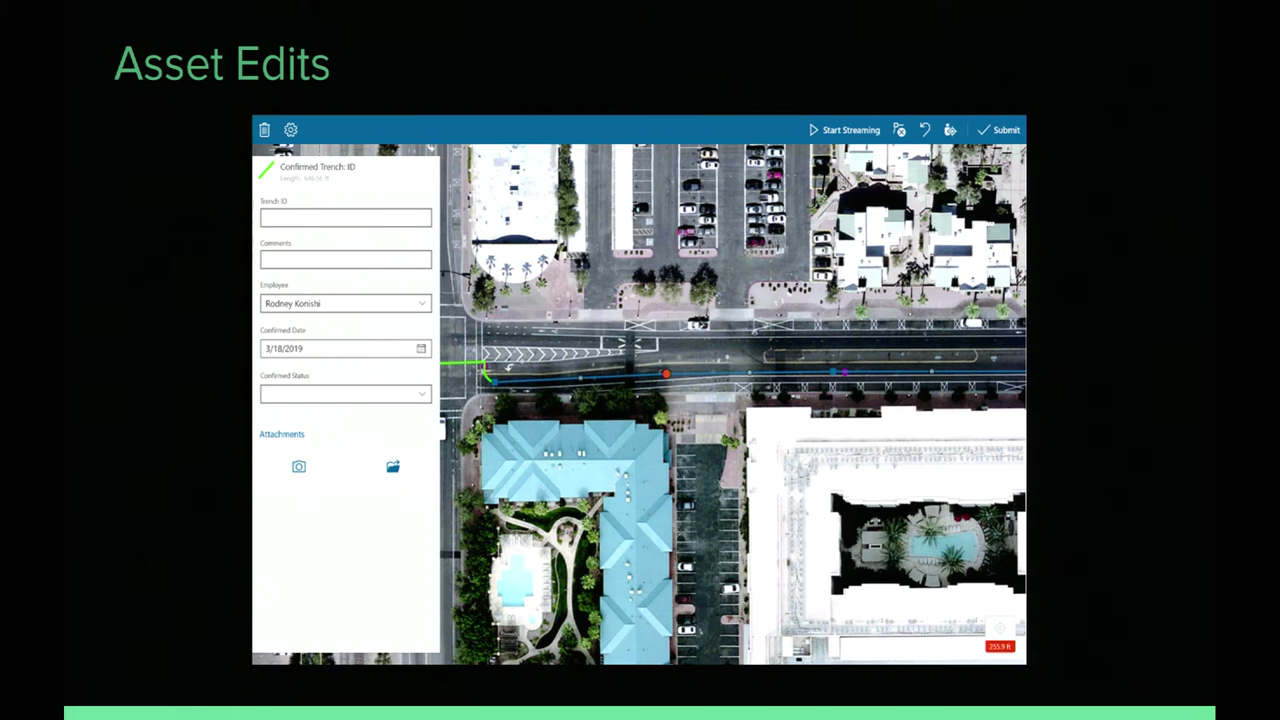 Asset Edits
Start Streaming
Submit
Confirmed Trench: ID
Trench ID
Comments
Employee
Rodney Konishi
Confirmed Date
3/18/2019
Confirmed Status
Attachments
255.9 ft